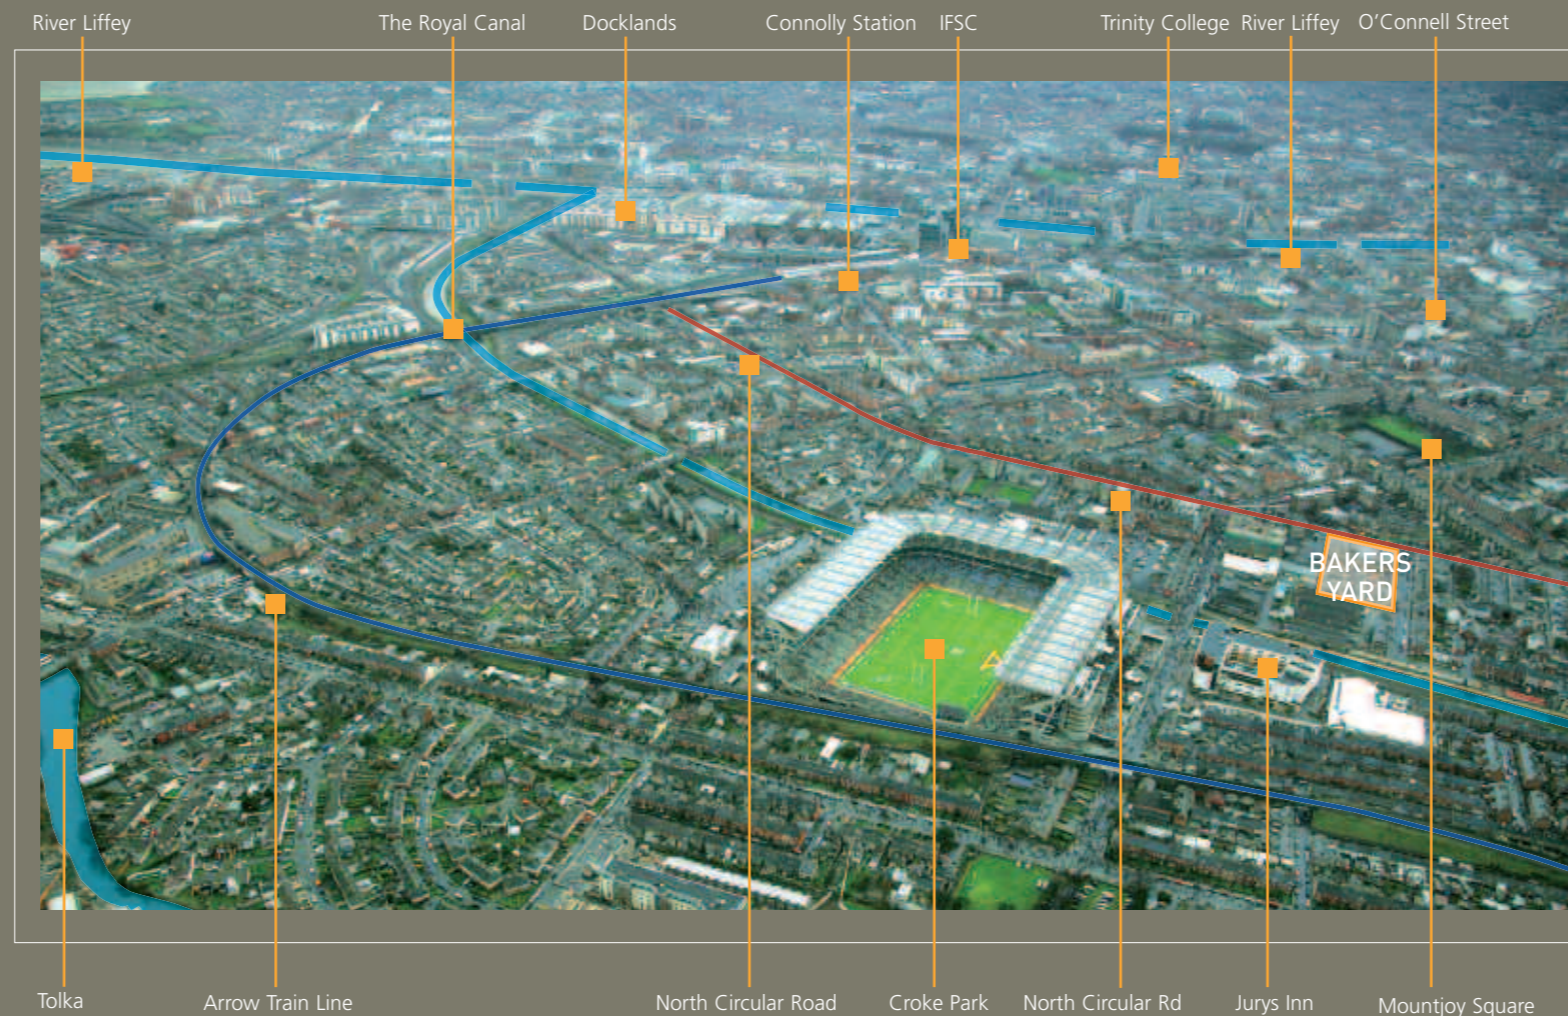 River Liffey
The Royal Canal
Docklands
Connolly Station
IFSC
Trinity College
River Liffey
O'Connell Street
BAKERS
YARD
Tolka
Arrow Train Line
North Circular Road
Croke Park
North Circular Rd
Jurys Inn
Mountjoy Square